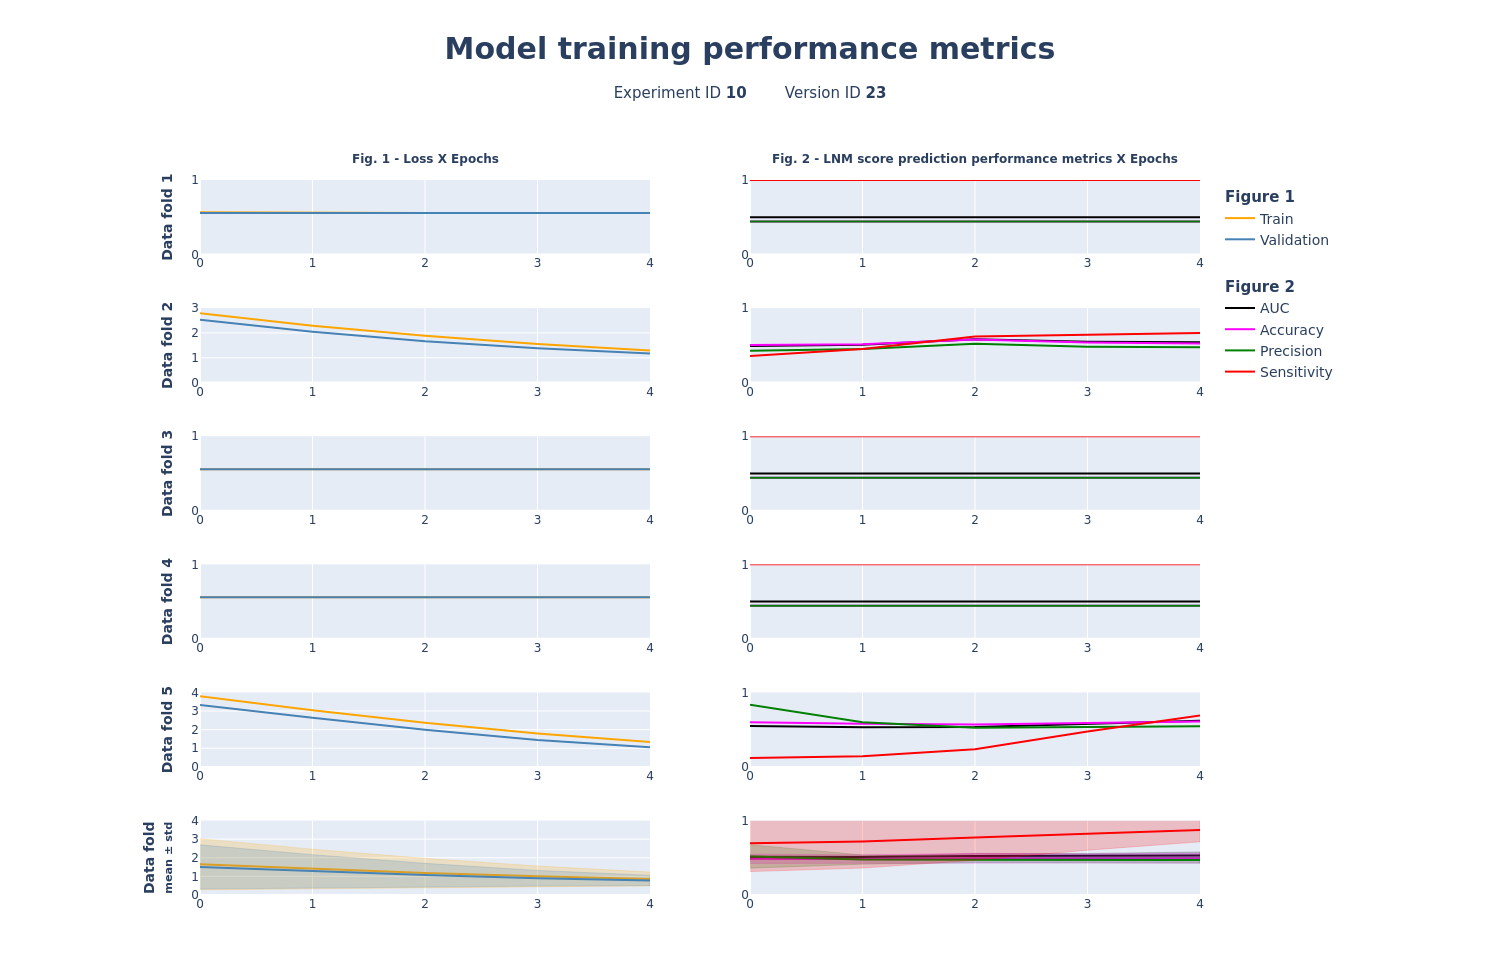 Model training performance metrics
Experiment ID 10 Version ID 23
Fig. 1 - Loss X Epochs
Fig. 2 - LNM score prediction performance metrics X Epochs
Data fold 1
1
0
0 1 2 3 4
1
0
0 1 2 3 4
Figure 1
Train
Validation
Figure 2
AUC
Accuracy
Precision
Sensitivity
Data fold 2
3
2
1
0
0 1 2 3 4
1
0
0 1 2 3 4
Data fold 3
1
0
0 1 2 3 4
1
0
0 1 2 3 4
Data fold 4
1
0
0 1 2 3 4
1
0
0 1 2 3 4
Data fold 5
4
3
2
1
0
0 1 2 3 4
1
0
0 1 2 3 4
Data fold
mean ± std
4
3
2
1
0
0 1 2 3 4
1
0
0 1 2 3 4